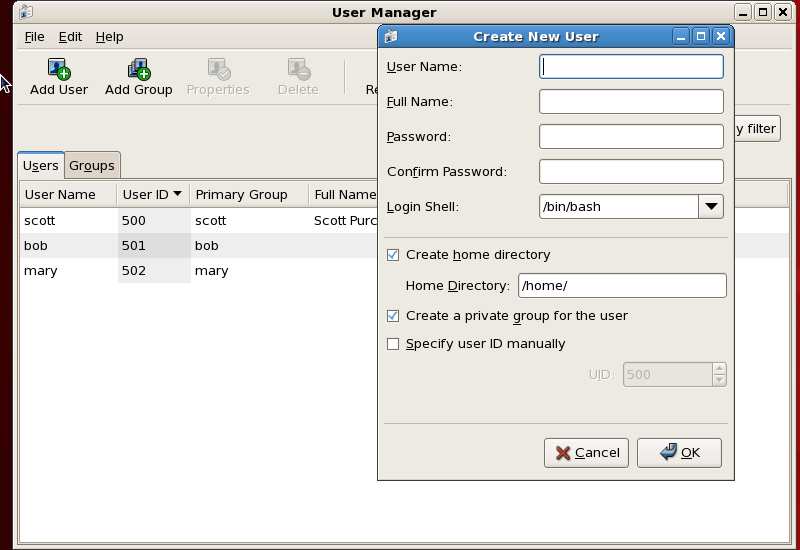 User Manager
File Edit Help
Add User Add Group Properties Delete
y filter
Users Groups
User Name User ID Primary Group Full Name
scott 500 scott Scott Purc
bob 501 bob
mary 502 mary
Create New User
User Name:
Full Name:
Password:
Confirm Password:
Login Shell: /bin/bash
Create home directory
Home Directory: /home/
Create a private group for the user
Specify user ID manually
UID: 500
Cancel OK